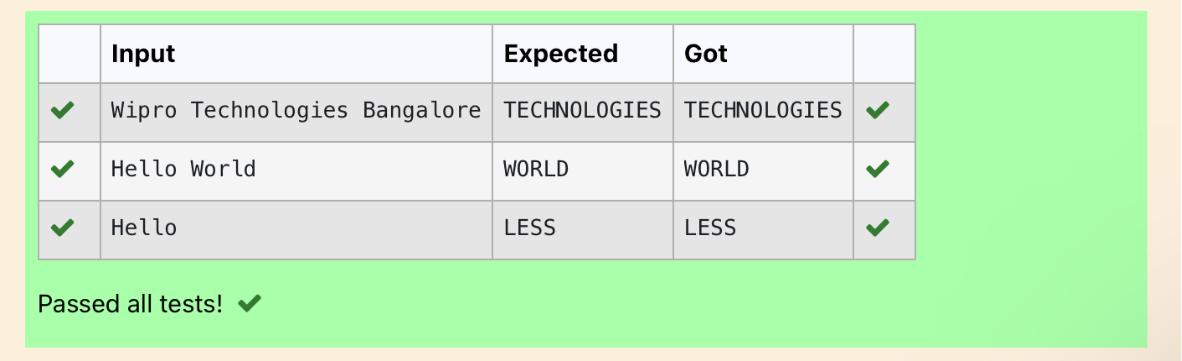 Input Expected Got
Wipro Technologies Bangalore TECHNOLOGIES TECHNOLOGIES
Hello World WORLD WORLD
Hello LESS LESS
Passed all tests!